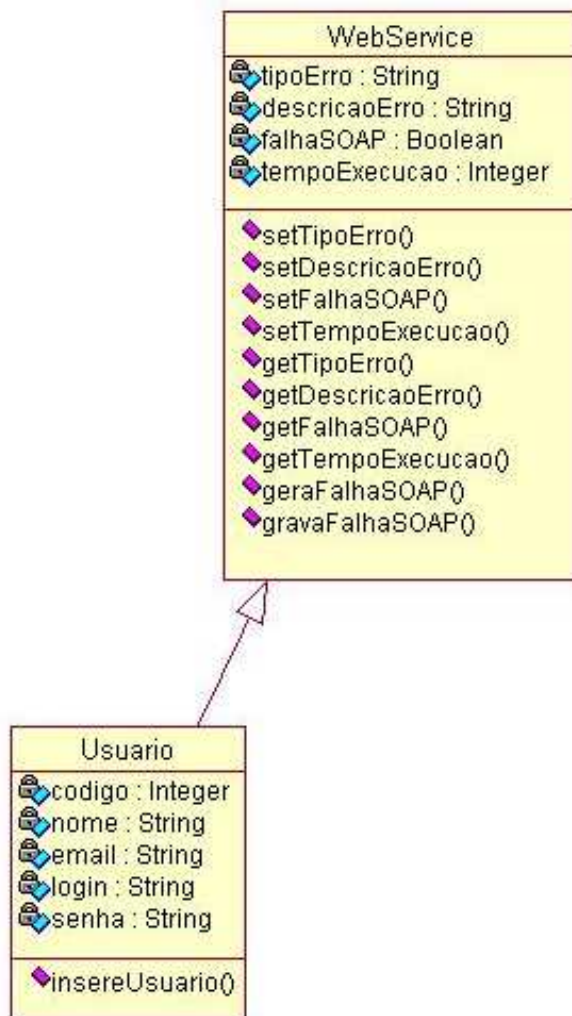 WebService
tipoErro : String
descricaoErro : String
falhaSOAP : Boolean
tempoExecucao : Integer
setTipoErro()
setDescricaoErro()
setFalhaSOAP()
setTempoExecucao()
getTipoErro()
getDescricaoErro()
getFalhaSOAP()
getTempoExecucao()
geraFalhaSOAP()
gravaFalhaSOAP()
Usuario
codigo : Integer
nome : String
email : String
login : String
senha : String
insereUsuario()